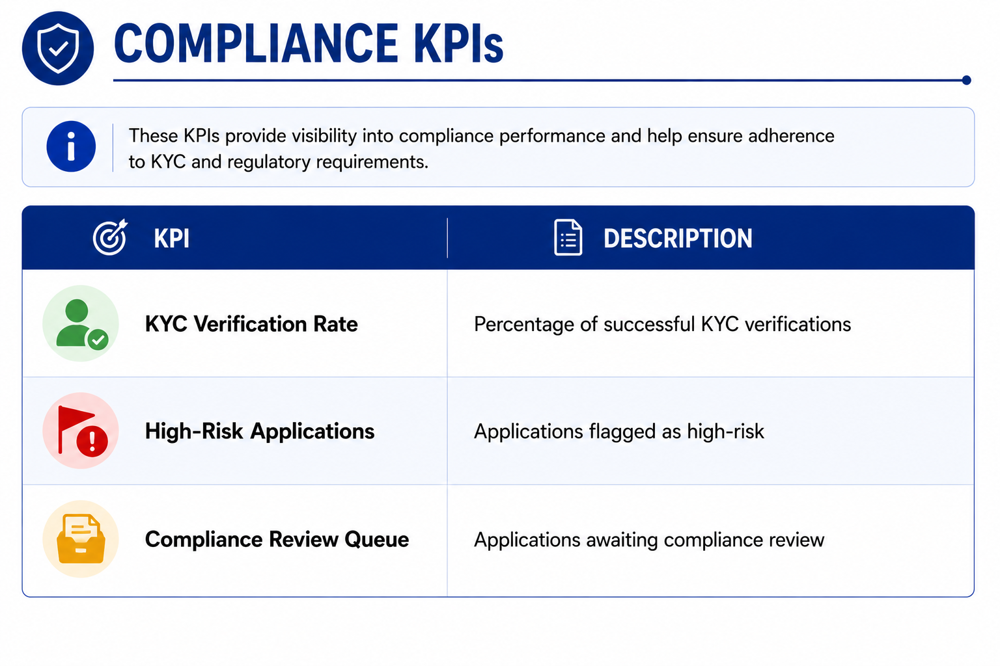 COMPLIANCE KPIs
These KPIs provide visibility into compliance performance and help ensure adherence
to KYC and regulatory requirements.
KPI
DESCRIPTION
KYC Verification Rate
Percentage of successful KYC verifications
High-Risk Applications
Applications flagged as high-risk
Compliance Review Queue
Applications awaiting compliance review